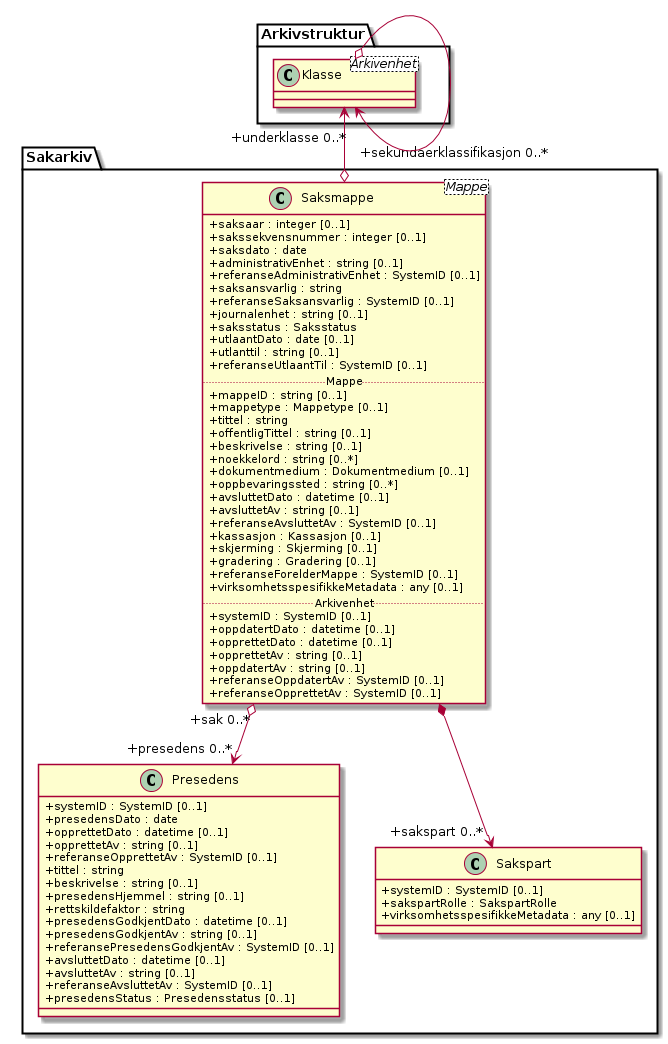 Arkivstruktur
Arkivenhet
C Klasse
+underklasse 0..*
+sekundaerklassifikasjon 0..*
Sakarkiv
Mappe
C Saksmappe
+saksaar : integer [0..1]
+sakssekvensnummer : integer [0..1]
+saksdato : date
+administrativEnhet : string [0..1]
+referanseAdministrativEnhet : SystemID [0..1]
+saksansvarlig : string
+referanseSaksansvarlig : SystemID [0..1]
+journalenhet : string [0..1]
+saksstatus : Saksstatus
+utlaantDato : date [0..1]
+utlanttil : string [0..1]
+referanseUtlaantTil : SystemID [0..1]
Mappe
+mappeID : string [0..1]
+mappetype : Mappetype [0..1]
+tittel : string
+offentligTittel : string [0..1]
+beskrivelse : string [0..1]
+noekkelord : string [0..*]
+dokumentmedium : Dokumentmedium [0..1]
+oppbevaringssted : string [0..*]
+avsluttetDato : datetime [0..1]
+avsluttetAv : string [0..1]
+referanseAvsluttetAv : SystemID [0..1]
+kassasjon : Kassasjon [0..1]
+skjerming : Skjerming [0..1]
+gradering : Gradering [0..1]
+referanseForelderMappe : SystemID [0..1]
+virksomhetsspesifikkeMetadata : any [0..1]
Arkivenhet
+systemID : SystemID [0..1]
+oppdatertDato : datetime [0..1]
+opprettetDato : datetime [0..1]
+opprettetAv : string [0..1]
+oppdatertAv : string [0..1]
+referanseOppdatertAv : SystemID [0..1]
+referanseOpprettetAv : SystemID [0..1]
+sak 0..*
+presedens 0..*
C Presedens
+systemID : SystemID [0..1]
+presedensDato : date
+opprettetDato : datetime [0..1]
+opprettetAv : string [0..1]
+referanseOpprettetAv : SystemID [0..1]
+tittel : string
+beskrivelse : string [0..1]
+presedensHjemmel : string [0..1]
+rettskildefaktor : string
+presedensGodkjentDato : datetime [0..1]
+presedensGodkjentAv : string [0..1]
+referansePresedensGodkjentAv : SystemID [0..1]
+avsluttetDato : datetime [0..1]
+avsluttetAv : string [0..1]
+referanseAvsluttetAv : SystemID [0..1]
+presedensStatus : Presedensstatus [0..1]
+sakspart 0..*
C Sakspart
+systemID : SystemID [0..1]
+sakspartRolle : SakspartRolle
+virksomhetsspesifikkeMetadata : any [0..1]